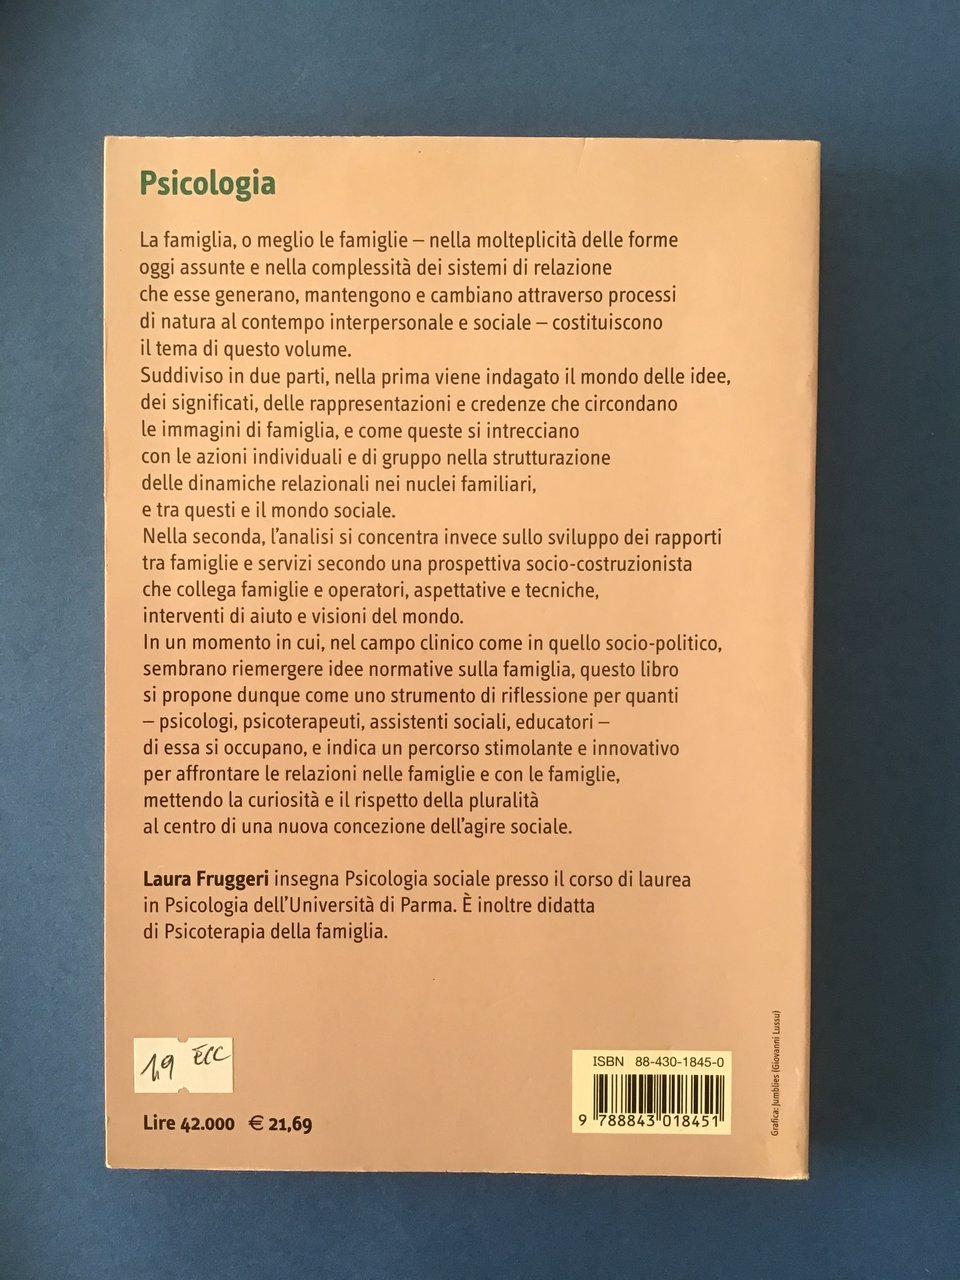 Psicologia
La famiglia, o meglio le famiglie – nella molteplicità delle forme
oggi assunte e nella complessità dei sistemi di relazione
che esse generano, mantengono e cambiano attraverso processi
di natura al contempo interpersonale e sociale – costituiscono
il tema di questo volume.
Suddiviso in due parti, nella prima viene indagato il mondo delle idee,
dei significati, delle rappresentazioni e credenze che circondano
le immagini di famiglia, e come queste si intrecciano
con le azioni individuali e di gruppo nella strutturazione
delle dinamiche relazionali nei nuclei familiari,
e tra questi e il mondo sociale.
Nella seconda, l'analisi si concentra invece sullo sviluppo dei rapporti
tra famiglie e servizi secondo una prospettiva socio-costruzionista
che collega famiglie e operatori, aspettative e tecniche,
interventi di aiuto e visioni del mondo.
In un momento in cui, nel campo clinico come in quello socio-politico,
sembrano riemergere idee normative sulla famiglia, questo libro
si propone dunque come uno strumento di riflessione per quanti
– psicologi, psicoterapeuti, assistenti sociali, educatori –
di essa si occupano, e indica un percorso stimolante e innovativo
per affrontare le relazioni nelle famiglie e con le famiglie,
mettendo la curiosità e il rispetto della pluralità
al centro di una nuova concezione dell'agire sociale.
Laura Fruggeri insegna Psicologia sociale presso il corso di laurea
in Psicologia dell'Università di Parma. È inoltre didatta
di Psicoterapia della famiglia.
1,9 ECC
Lire 42.000 € 21,69
ISBN 88-430-1845-0
9 788843 018451
Grafica: Jumblies (Giovanni Lussu)